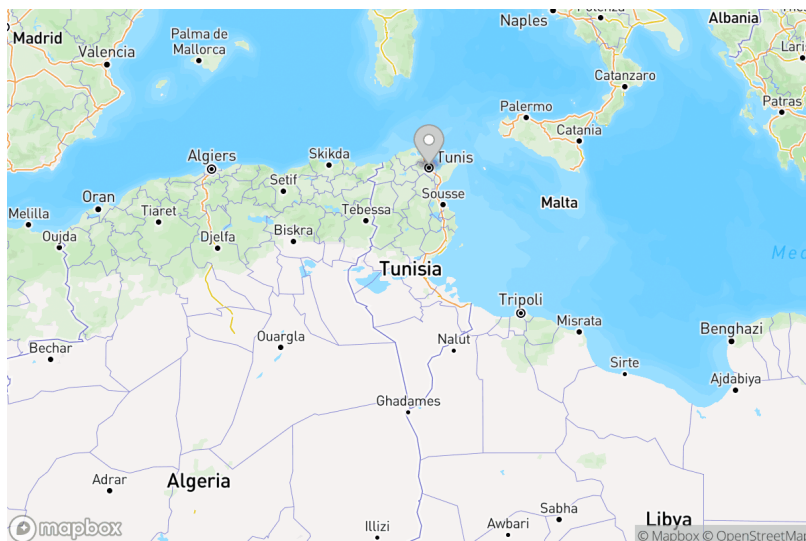 Naples
Potenza
Albania
Madrid
Palma de
Mallorca
Valencia
Catanzaro
Patras
Palermo
Catania
Algiers
Skikda
Tunis
Setif
Sousse
Oran
Melilla
Tiaret
Tebessa
Malta
Oujda
Djelfa
Biskra
Tunisia
Tripoli
Misrata
Benghazi
Ouargla
Nalut
Bechar
Sirte
Ajdabiya
Ghadames
Adrar
Algeria
Sabha
Illizi
Awbari
Libya
mapbox
© Mapbox © OpenStreetMap